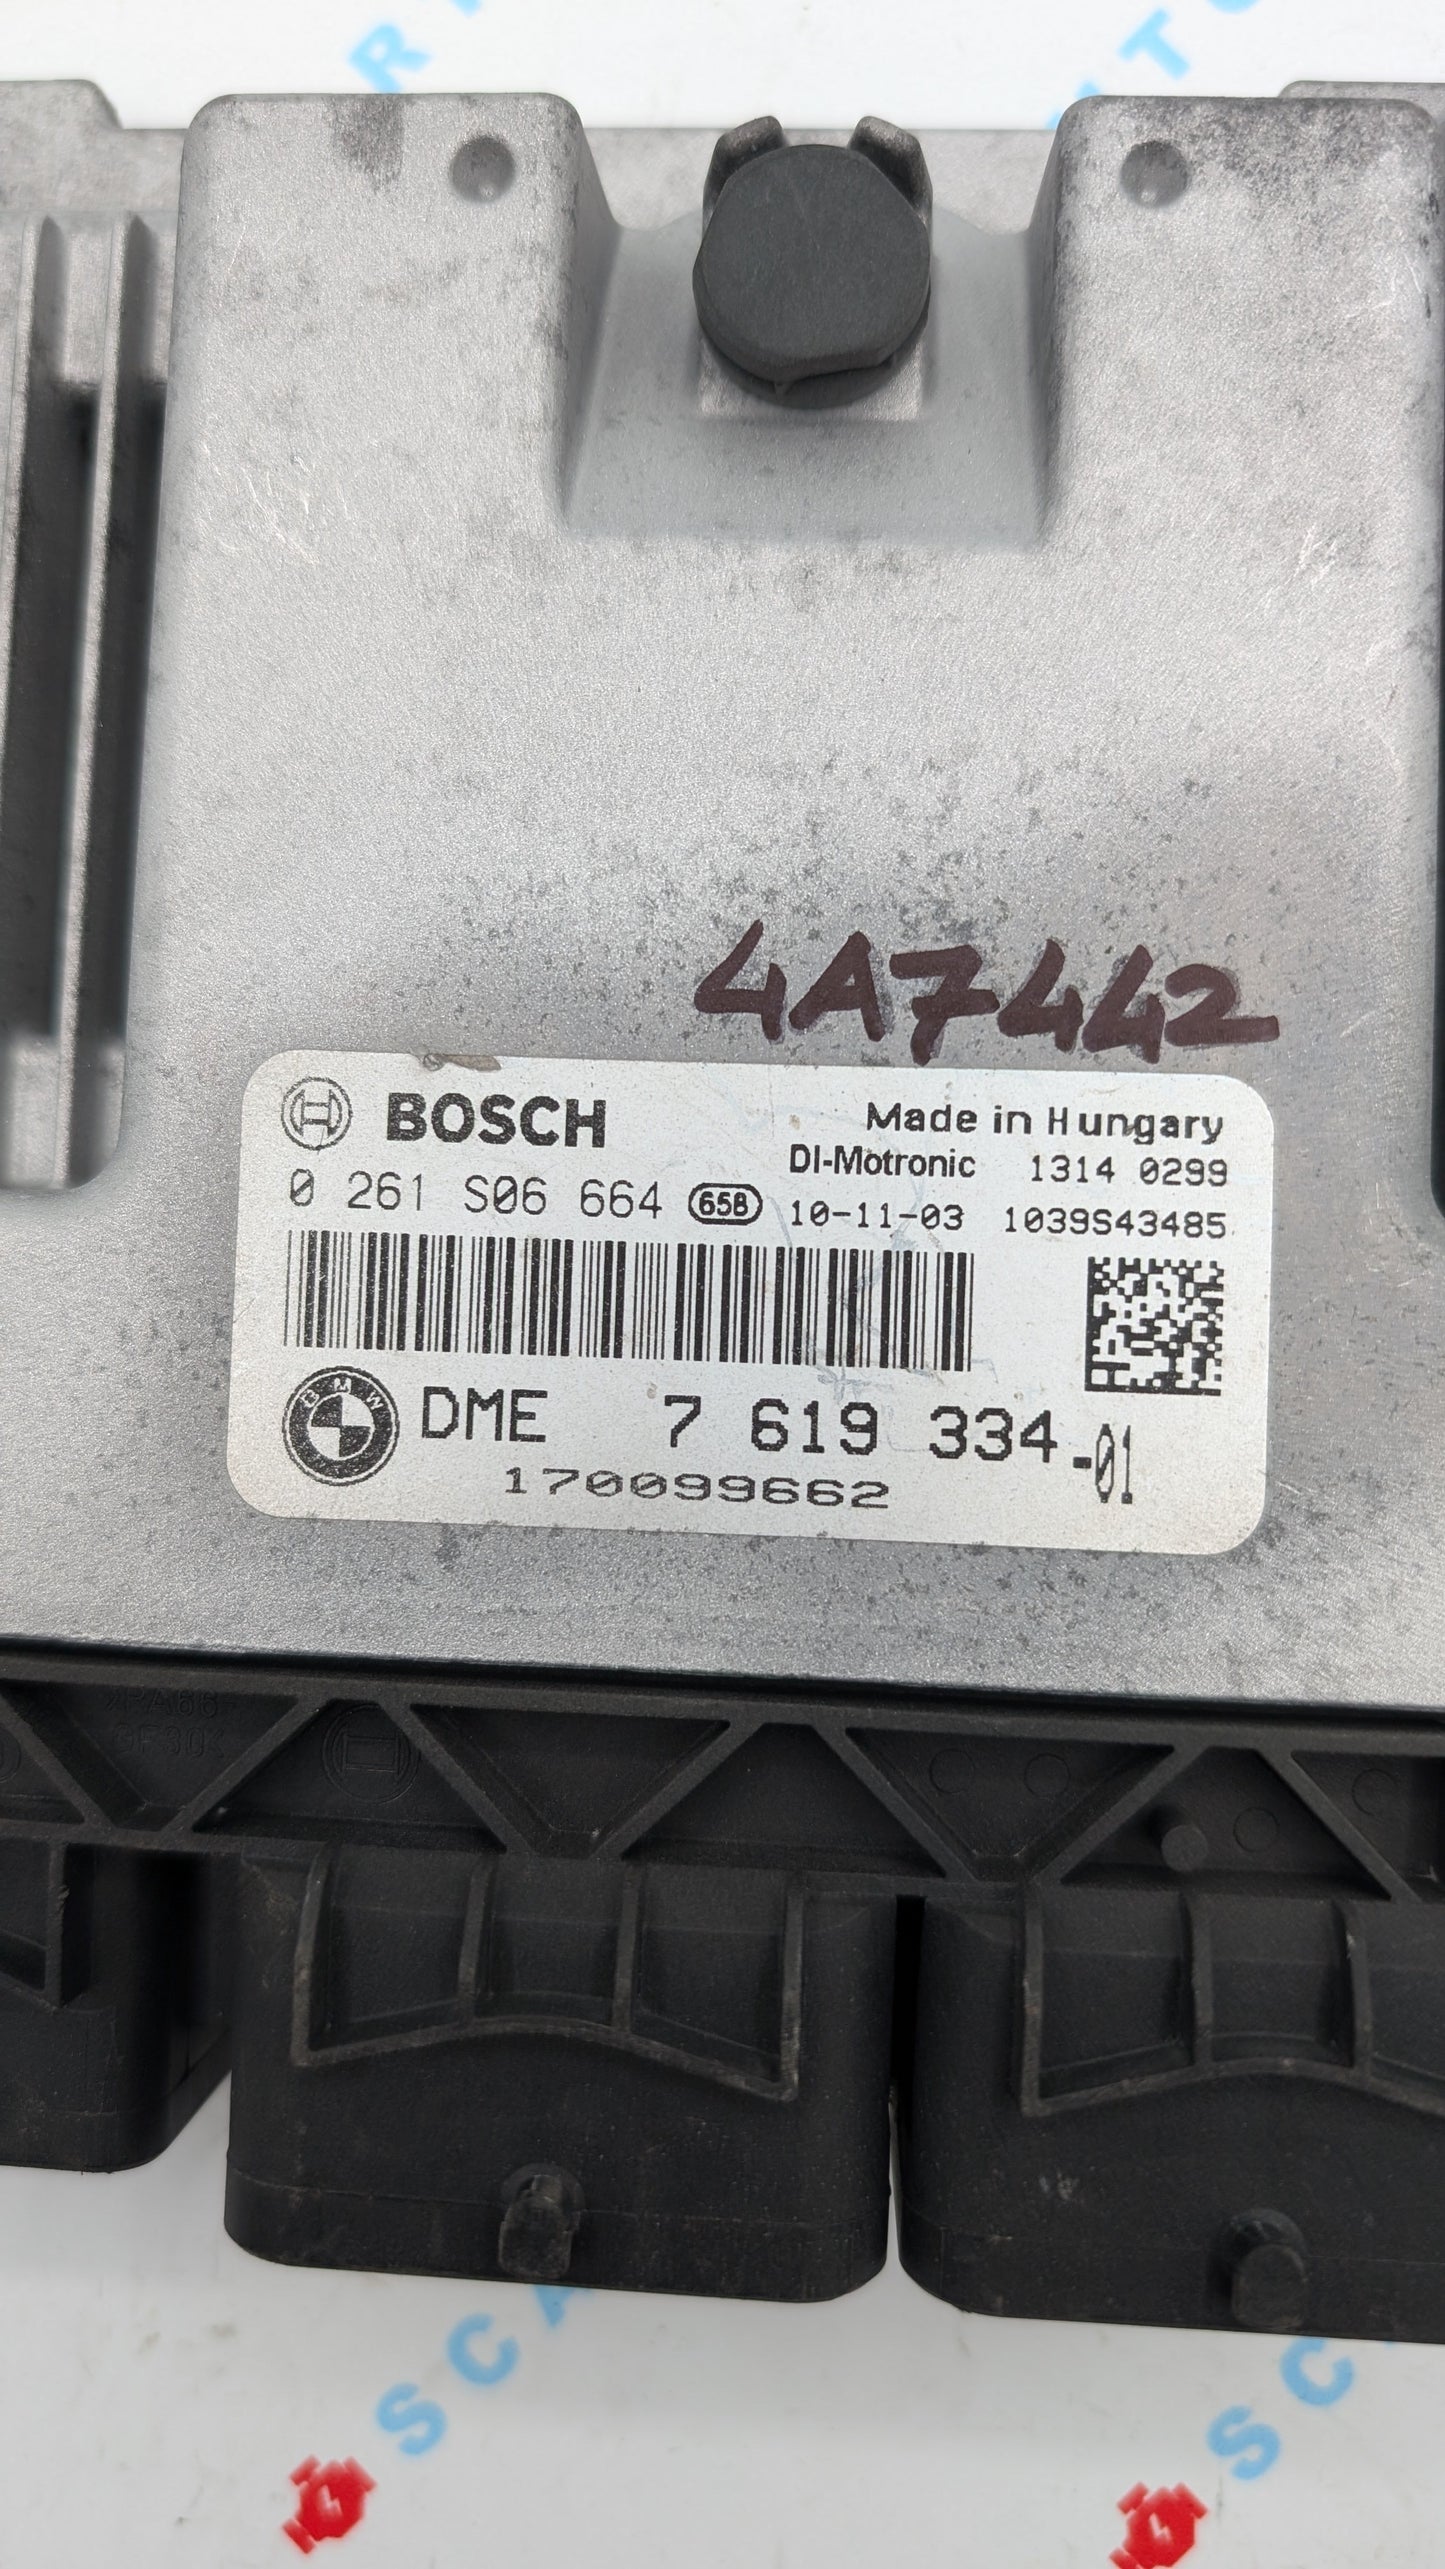 4A7442
BOSCH
Made in Hungary
DI-Motronic 1314 0299
0 261 S06 664 658 10-11-03 1039S43485
BMW DME 7 619 334-01
170099662